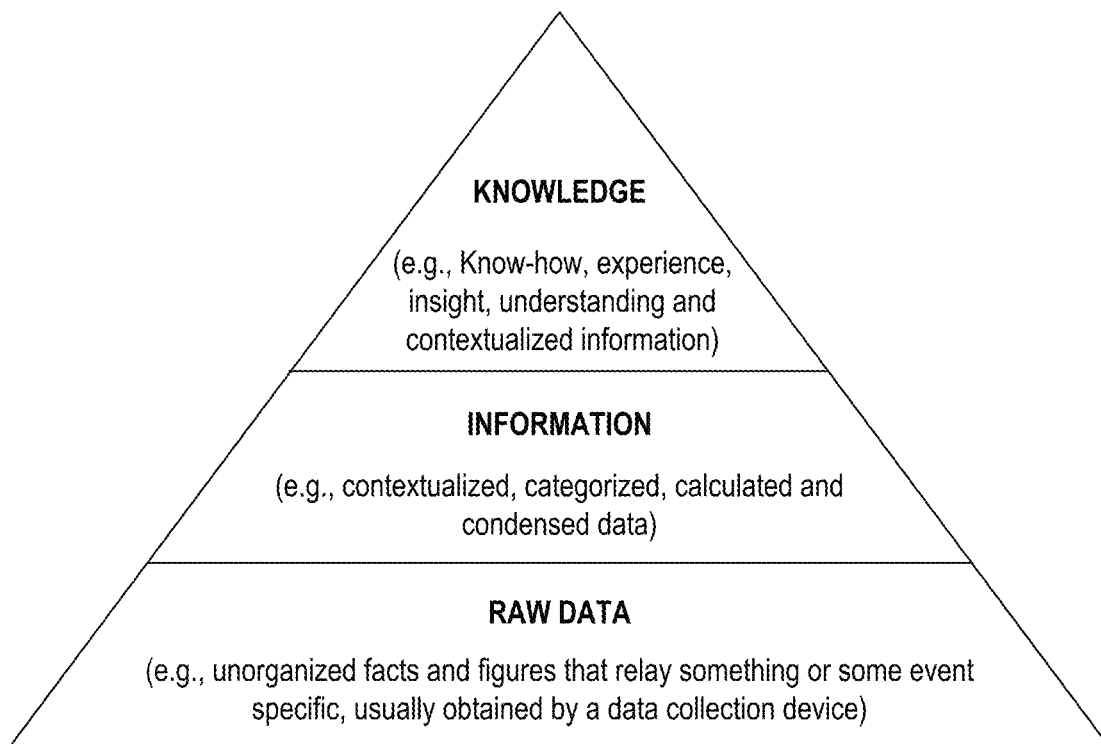 KNOWLEDGE
(e.g., Know-how, experience,
insight, understanding and
contextualized information)
INFORMATION
(e.g., contextualized, categorized, calculated and
condensed data)
RAW DATA
(e.g., unorganized facts and figures that relay something or some event
specific, usually obtained by a data collection device)